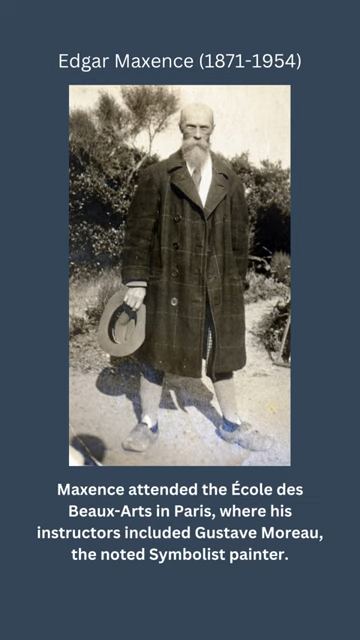 Edgar Maxence (1871-1954)
Maxence attended the École des
Beaux-Arts in Paris, where his
instructors included Gustave Moreau,
the noted Symbolist painter.